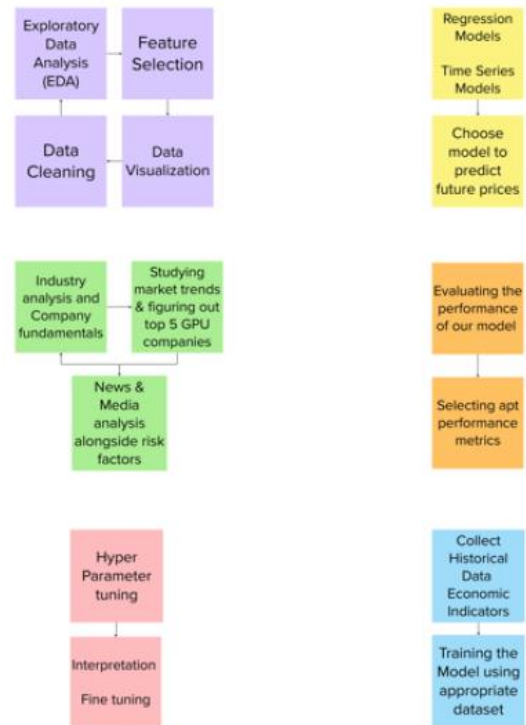 Exploratory
Data
Analysis
(EDA)
Feature
Selection
Data
Cleaning
Data
Visualization
Regression
Models
Time Series
Models
Choose
model to
predict
future prices
Industry
analysis and
Company
fundamentals
Studying
market trends
& figuring out
top 5 GPU
companies
News &
Media
analysis
alongside risk
factors
Evaluating the
performance
of our model
Selecting apt
performance
metrics
Hyper
Parameter
tuning
Interpretation
Fine tuning
Collect
Historical
Data
Economic
Indicators
Training the
Model using
appropriate
dataset